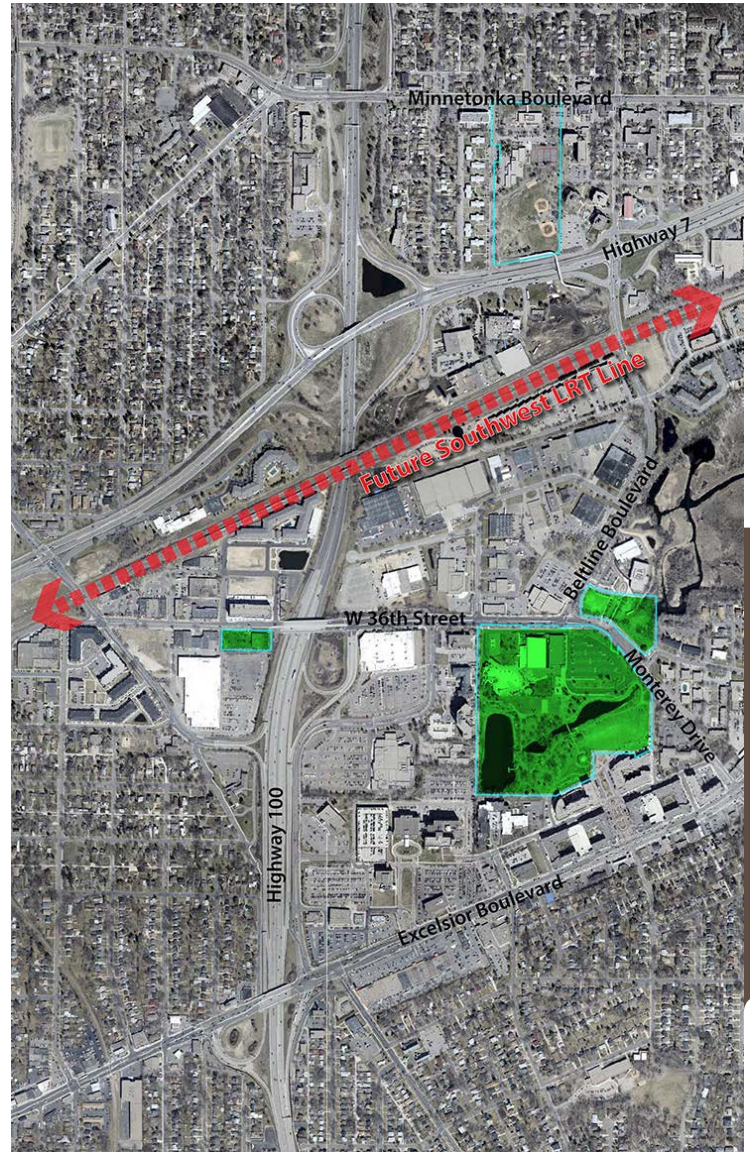 Minnetonka Boulevard
Highway 7
Future Southwest LRT Line
Beltline Boulevard
W 36th Street
Monterey Drive
Highway 100
Excelsior Boulevard